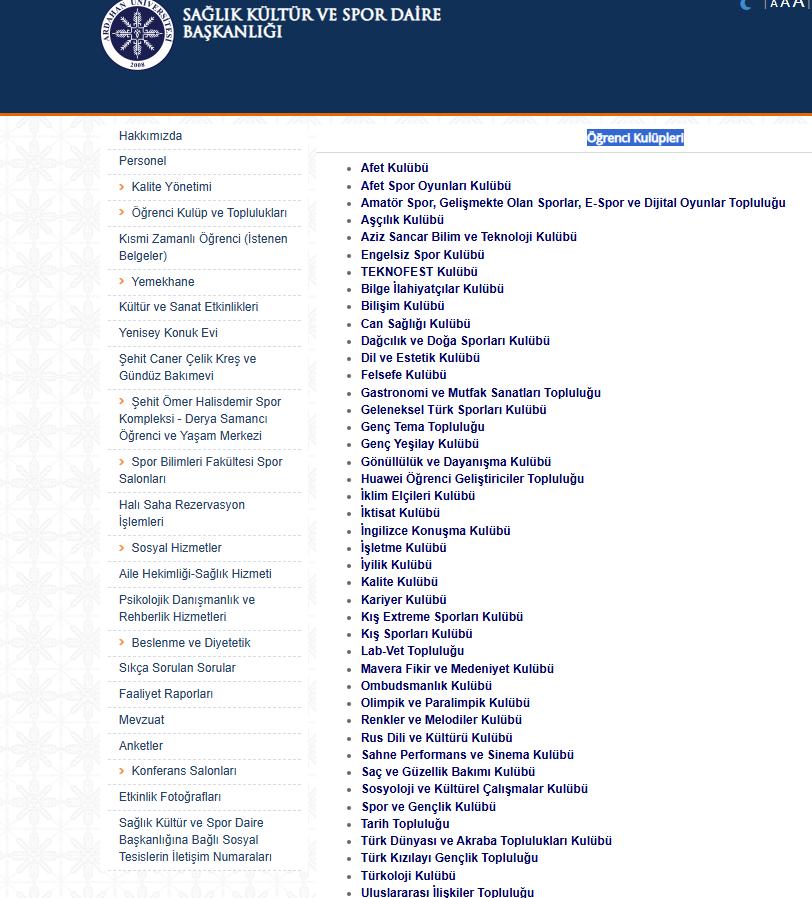 ARDAHAN ÜNİVERSİTESİ
2008
SAĞLIK KÜLTÜR VE SPOR DAİRE
BAŞKANLIĞI
A A A
Hakkımızda
Personel
Kalite Yönetimi
Öğrenci Kulüp ve Toplulukları
Kısmi Zamanlı Öğrenci (İstenen
Belgeler)
Yemekhane
Kültür ve Sanat Etkinlikleri
Yenisey Konuk Evi
Şehit Caner Çelik Kreş ve
Gündüz Bakımevi
Şehit Ömer Halisdemir Spor
Kompleksi - Derya Samancı
Öğrenci ve Yaşam Merkezi
Spor Bilimleri Fakültesi Spor
Salonları
Halı Saha Rezervasyon
İşlemleri
Sosyal Hizmetler
Aile Hekimliği-Sağlık Hizmeti
Psikolojik Danışmanlık ve
Rehberlik Hizmetleri
Beslenme ve Diyetetik
Sıkça Sorulan Sorular
Faaliyet Raporları
Mevzuat
Anketler
Konferans Salonları
Etkinlik Fotoğrafları
Sağlık Kültür ve Spor Daire
Başkanlığına Bağlı Sosyal
Tesislerin İletişim Numaraları
Öğrenci Kulüpleri
Afet Kulübü
Afet Spor Oyunları Kulübü
Amatör Spor, Gelişmekte Olan Sporlar, E-Spor ve Dijital Oyunlar Topluluğu
Aşçılık Kulübü
Aziz Sancar Bilim ve Teknoloji Kulübü
Engelsiz Spor Kulübü
TEKNOFEST Kulübü
Bilge İlahiyatçılar Kulübü
Bilişim Kulübü
Can Sağlığı Kulübü
Dağcılık ve Doğa Sporları Kulübü
Dil ve Estetik Kulübü
Felsefe Kulübü
Gastronomi ve Mutfak Sanatları Topluluğu
Geleneksel Türk Sporları Kulübü
Genç Tema Topluluğu
Genç Yeşilay Kulübü
Gönüllülük ve Dayanışma Kulübü
Huawei Öğrenci Geliştiriciler Topluluğu
İklim Elçileri Kulübü
İktisat Kulübü
İngilizce Konuşma Kulübü
İşletme Kulübü
İyilik Kulübü
Kalite Kulübü
Kariyer Kulübü
Kış Extreme Sporları Kulübü
Kış Sporları Kulübü
Lab-Vet Topluluğu
Mavera Fikir ve Medeniyet Kulübü
Ombudsmanlık Kulübü
Olimpik ve Paralimpik Kulübü
Renkler ve Melodiler Kulübü
Rus Dili ve Kültürü Kulübü
Sahne Performans ve Sinema Kulübü
Saç ve Güzellik Bakımı Kulübü
Sosyoloji ve Kültürel Çalışmalar Kulübü
Spor ve Gençlik Kulübü
Tarih Topluluğu
Türk Dünyası ve Akraba Toplulukları Kulübü
Türk Kızılayı Gençlik Topluluğu
Türkoloji Kulübü
Uluslararası İlişkiler Topluluğu